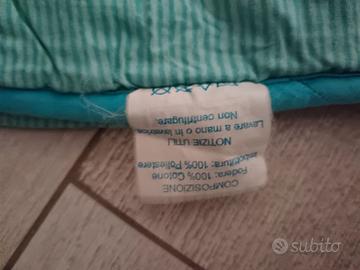 COMPOSIZIONE
Fodera: 100% Cotone
Imbottitura: 100% Poliestere
NOTIZIE UTILI
Lavare a mano o in lavatrice
Non centrifugare.
subito